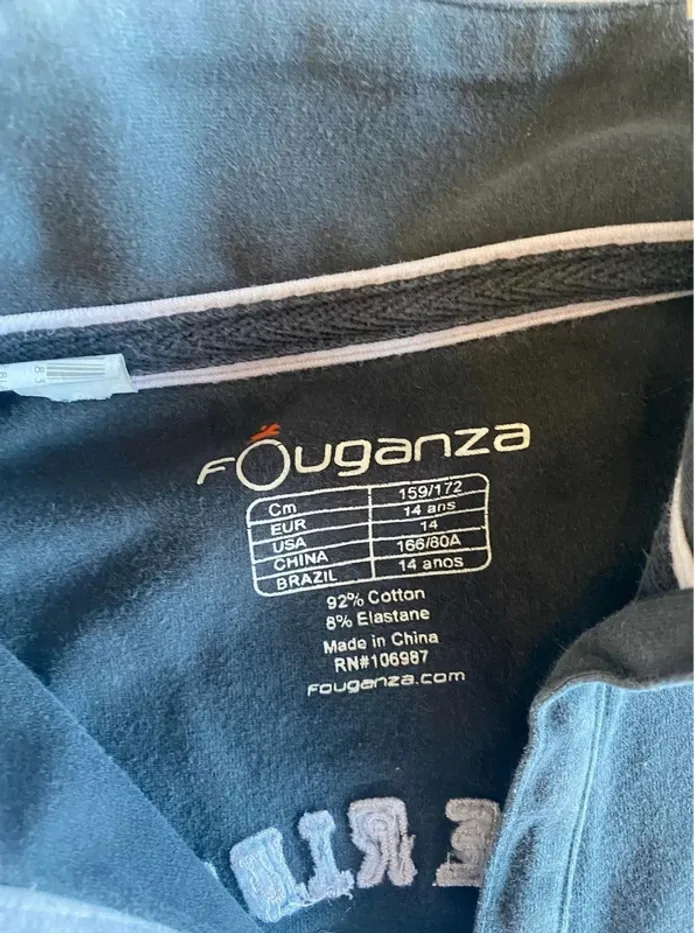 Fouganza
Cm 159/172
EUR 14 ans
USA 14
CHINA 166/80A
BRAZIL 14 anos
92% Cotton
8% Elastane
Made in China
RN#106987
Fouganza.com